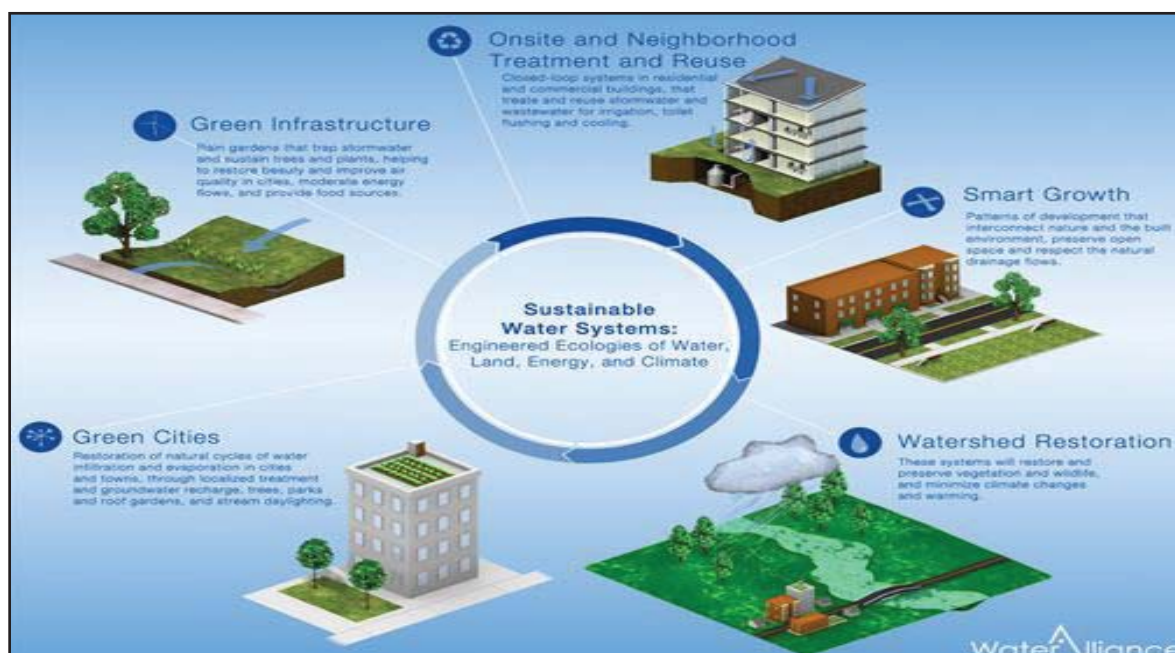 Onsite and Neighborhood
Treatment and Reuse
Closed-loop systems in residential
and commercial buildings, that
treate and reuse stormwater and
wastewater for irrigation, toilet
flushing and cooling.
Green Infrastructure
Rain gardens that trap stormwater
and sustain trees and plants, helping
to restore beauty and improve air
quality in cities, moderate energy
flows, and provide food sources.
Smart Growth
Patterns of development that
interconnect nature and the built
environment, preserve open
space and respect the natural
drainage flows.
Sustainable
Water Systems:
Engineered Ecologies of Water,
Land, Energy, and Climate
Green Cities
Restoration of natural cycles of water
infiltration and evaporation in cities
and towns, through localized treatment
and groundwater recharge, trees, parks
and roof gardens, and stream daylighting.
Watershed Restoration
These systems will restore and
preserve vegetation and wildlife,
and minimize climate changes
and warming.
Water Alliance